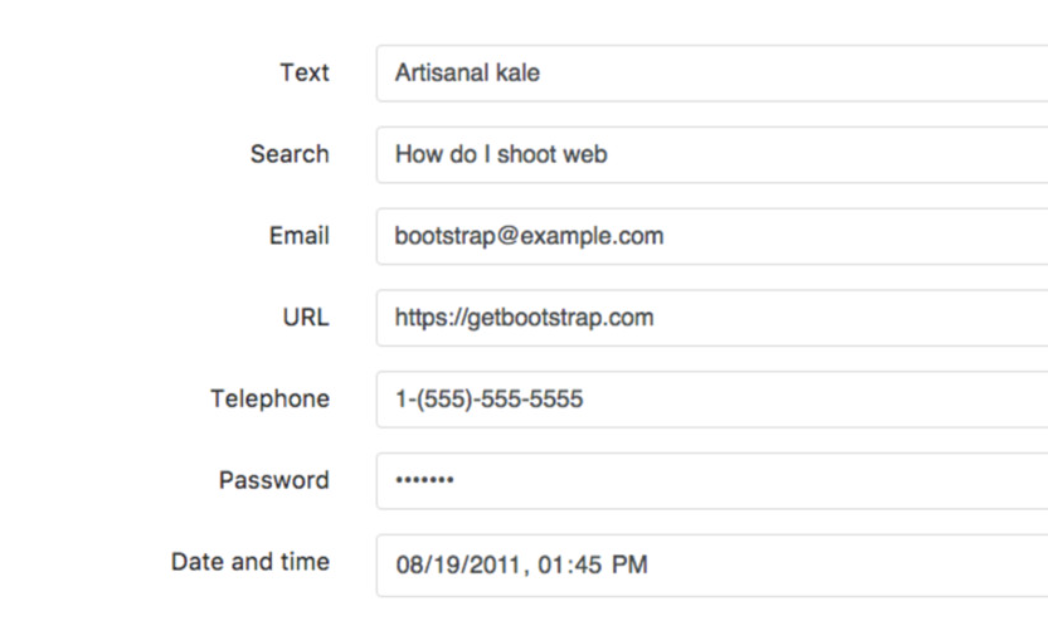 Text Artisanal kale
Search How do I shoot web
Email bootstrap@example.com
URL https://getbootstrap.com
Telephone 1-(555)-555-5555
Password •••••••
Date and time 08/19/2011, 01:45 PM